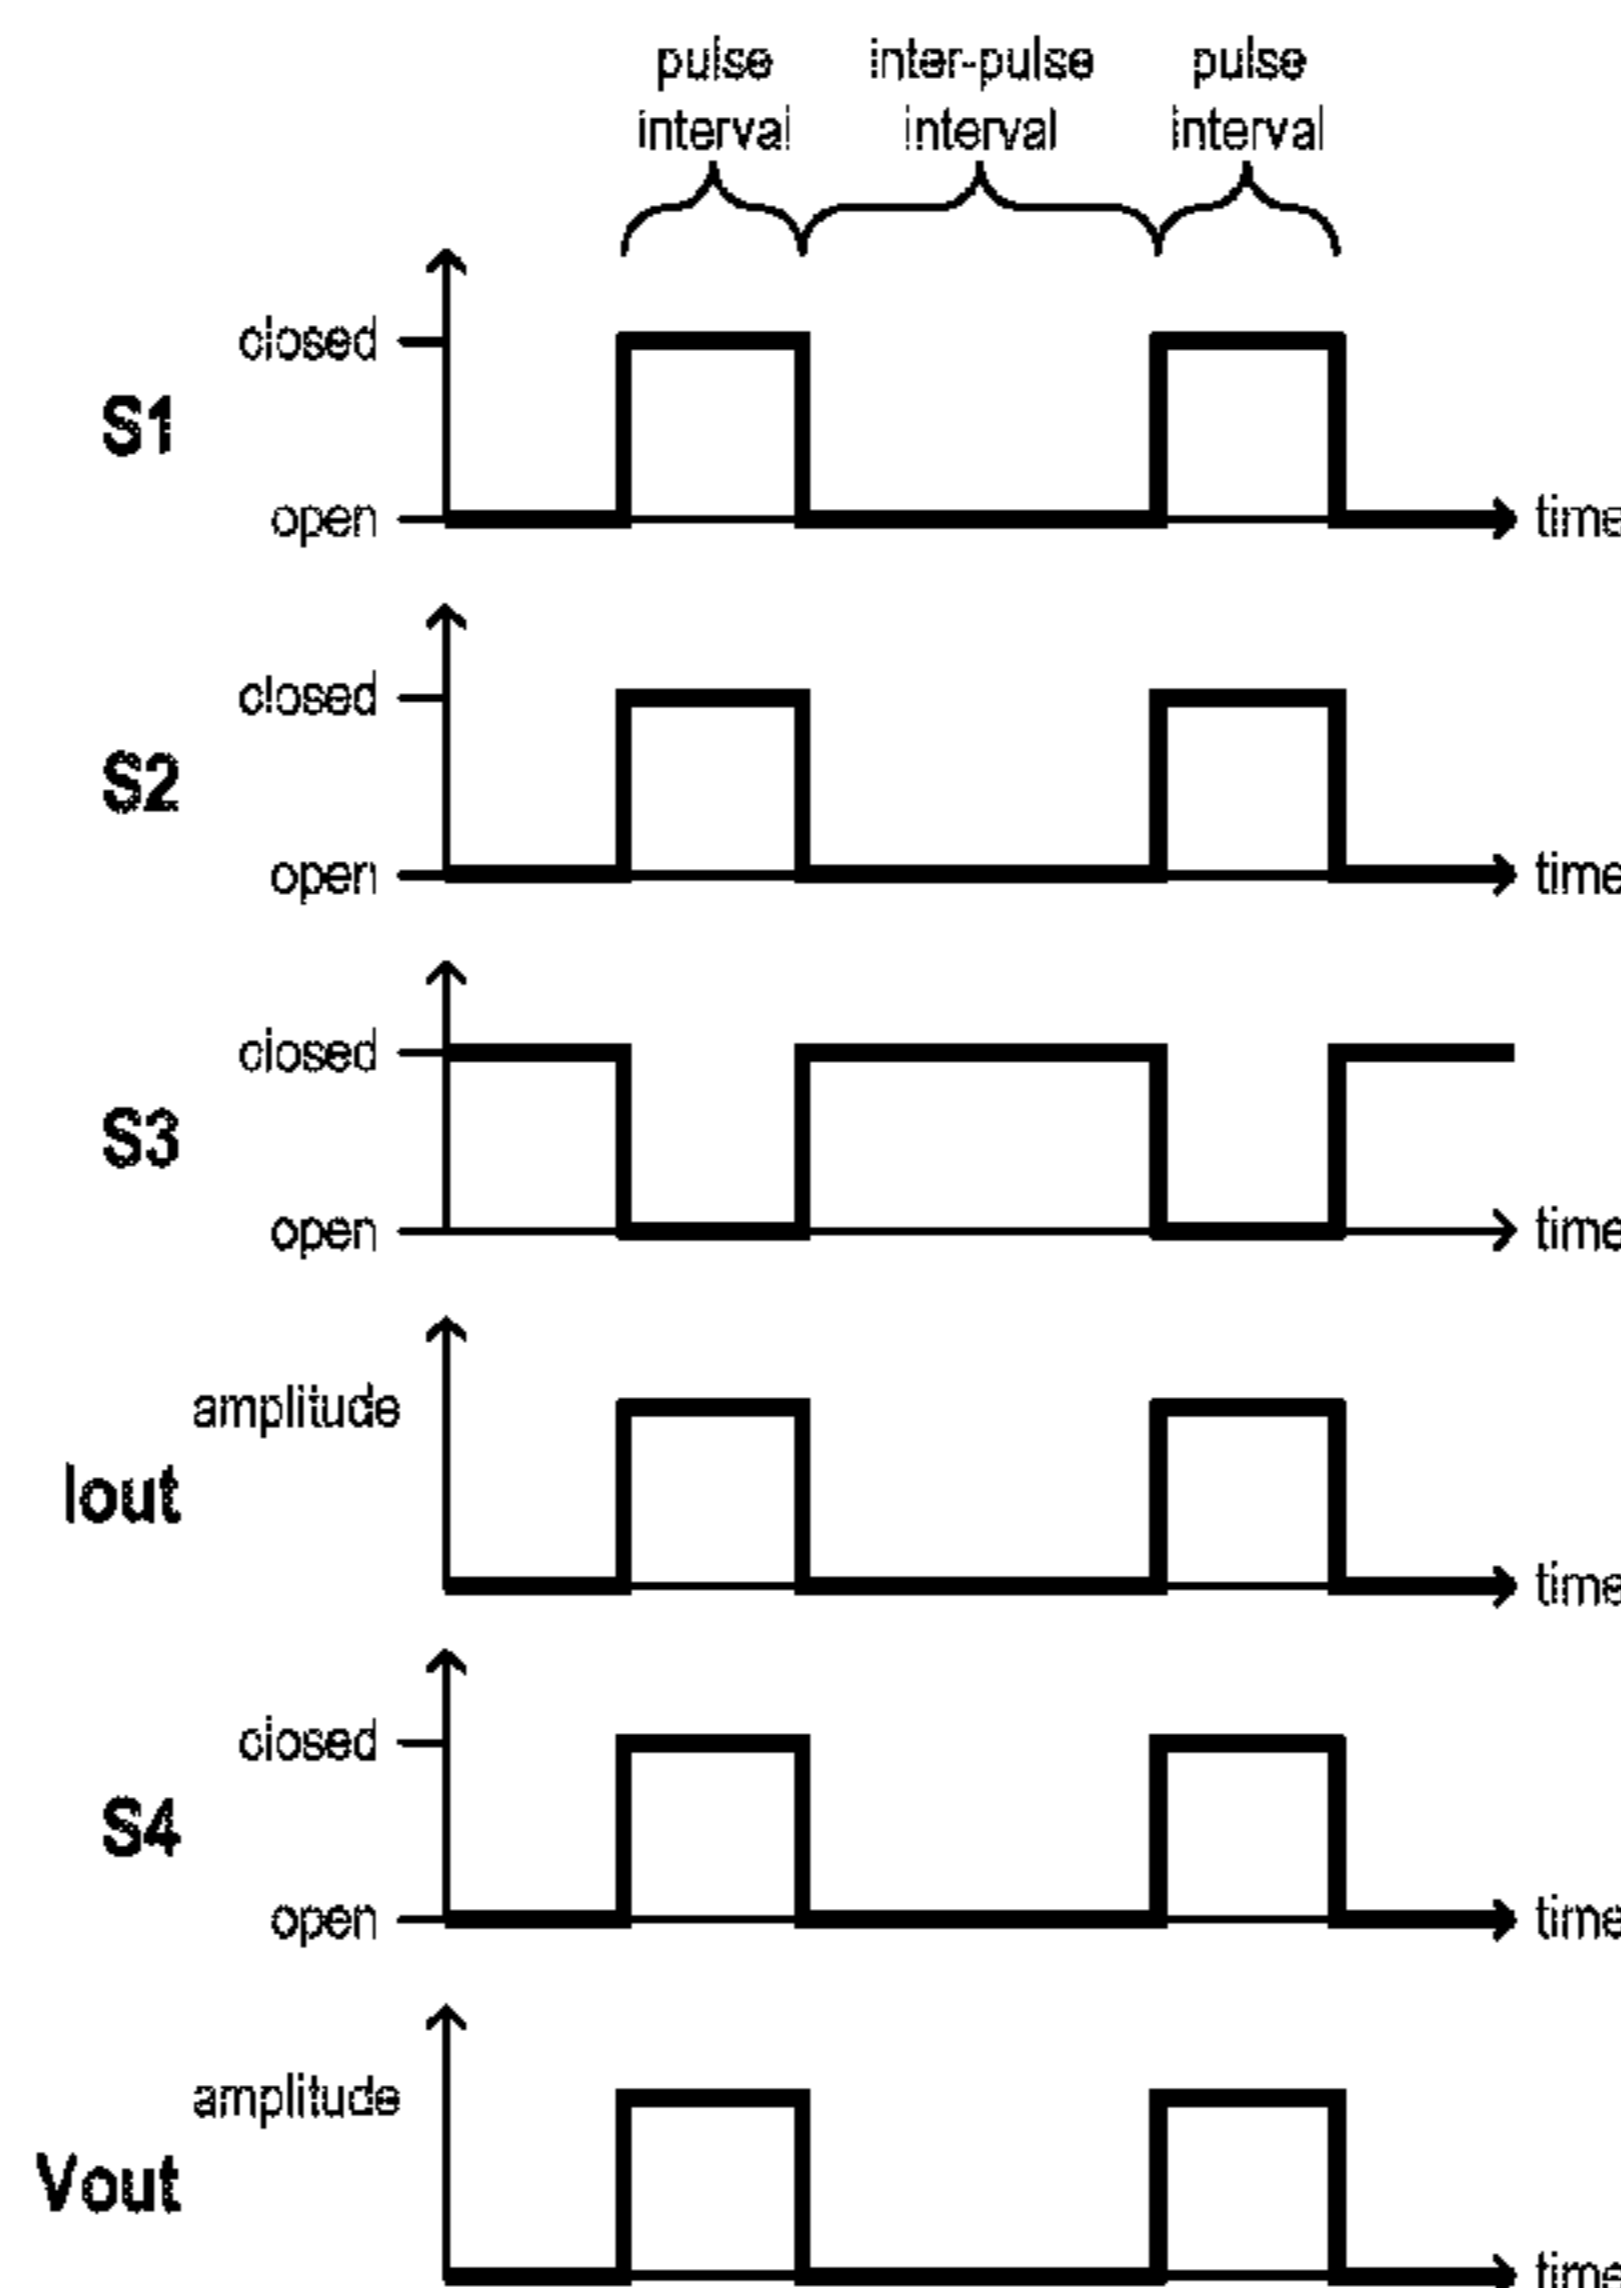 pulse inter-pulse pulse
interval interval interval
closed
S1
open time
closed
S2
open time
closed
S3
open time
amplitude
Iout
time
closed
S4
open time
amplitude
Vout
time